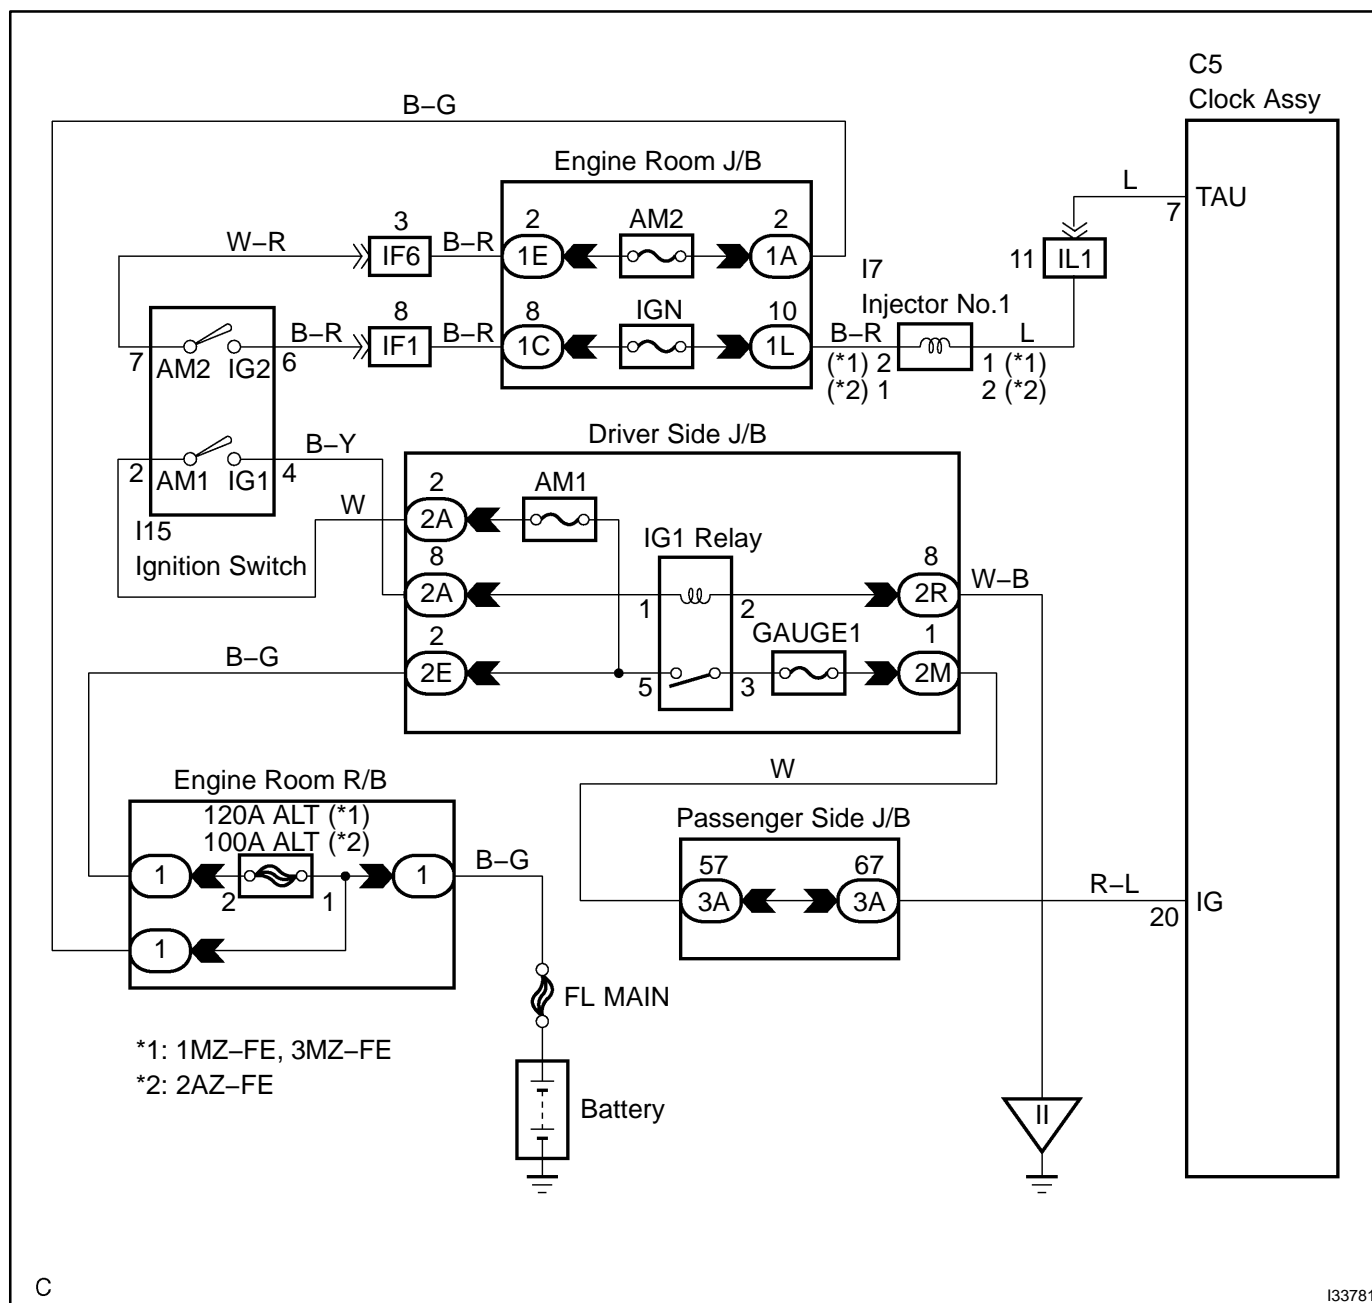 C5
Clock Assy
B–G
Engine Room J/B
L
7 TAU
3 2 AM2 2
W–R IF6 B–R 1E 1A
11 IL1
I7
Injector No.1
8 8 IGN 10
B–R IF1 B–R 1C 1L B–R L
7 AM2 IG2 6
(*1) 2 1 (*1)
(*2) 1 2 (*2)
Driver Side J/B
B–Y
2 AM1 IG1 4
2 AM1
W 2A
I15
Ignition Switch
IG1 Relay
8 8
2A 1 2 2R W–B
2 GAUGE1 1
B–G 2E 5 3 2M
W
Engine Room R/B
120A ALT (*1)
100A ALT (*2)
Passenger Side J/B
1 2 1 1 B–G
57 67
3A 3A R–L
20 IG
1
FL MAIN
*1: 1MZ–FE, 3MZ–FE
*2: 2AZ–FE
Battery
II
C
I33781